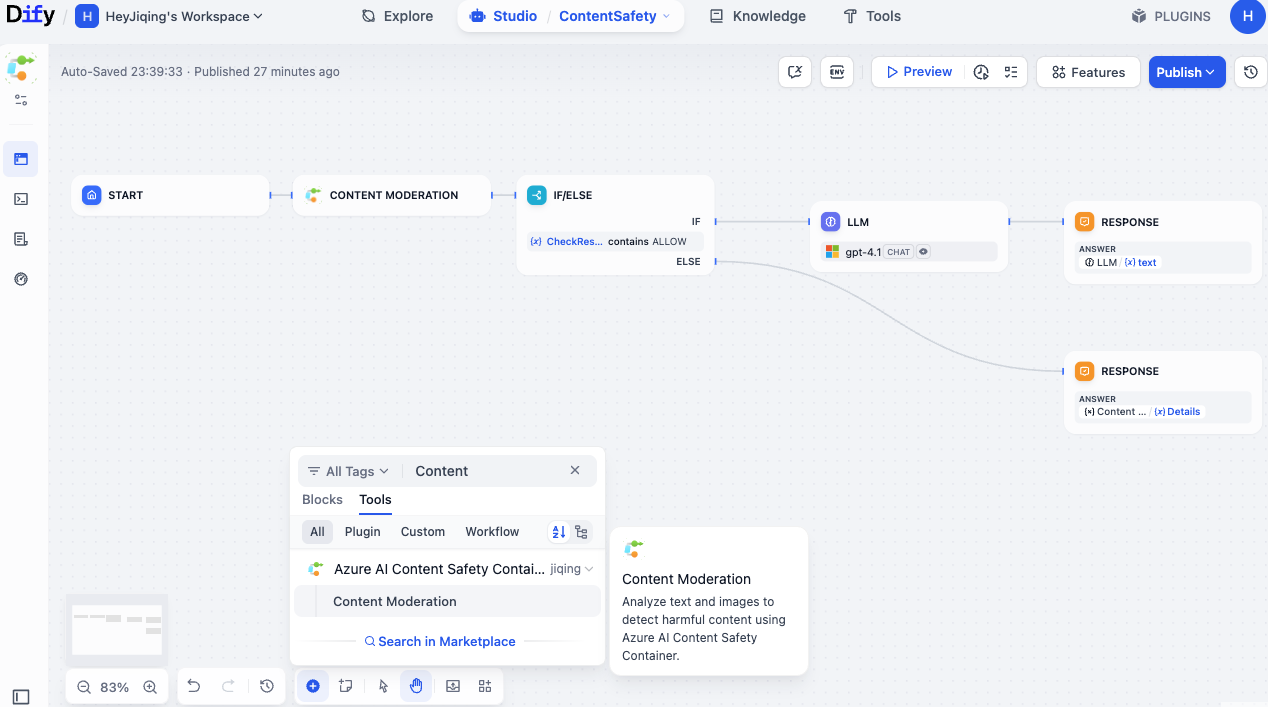 Dify / H HeyJiqing's Workspace Explore Studio / ContentSafety Knowledge Tools PLUGINS H
Auto-Saved 23:39:33 · Published 27 minutes ago ENV Preview Features Publish
START
CONTENT MODERATION
IF/ELSE
IF
{x} CheckRes... contains ALLOW
ELSE
LLM
gpt-4.1 CHAT
RESPONSE
ANSWER
LLM / {x} text
RESPONSE
ANSWER
{x} Content ... / {x} Details
All Tags Content
Blocks Tools
All Plugin Custom Workflow
Azure AI Content Safety Contai... jiqing
Content Moderation
Search in Marketplace
Content Moderation
Analyze text and images to
detect harmful content using
Azure AI Content Safety
Container.
83%